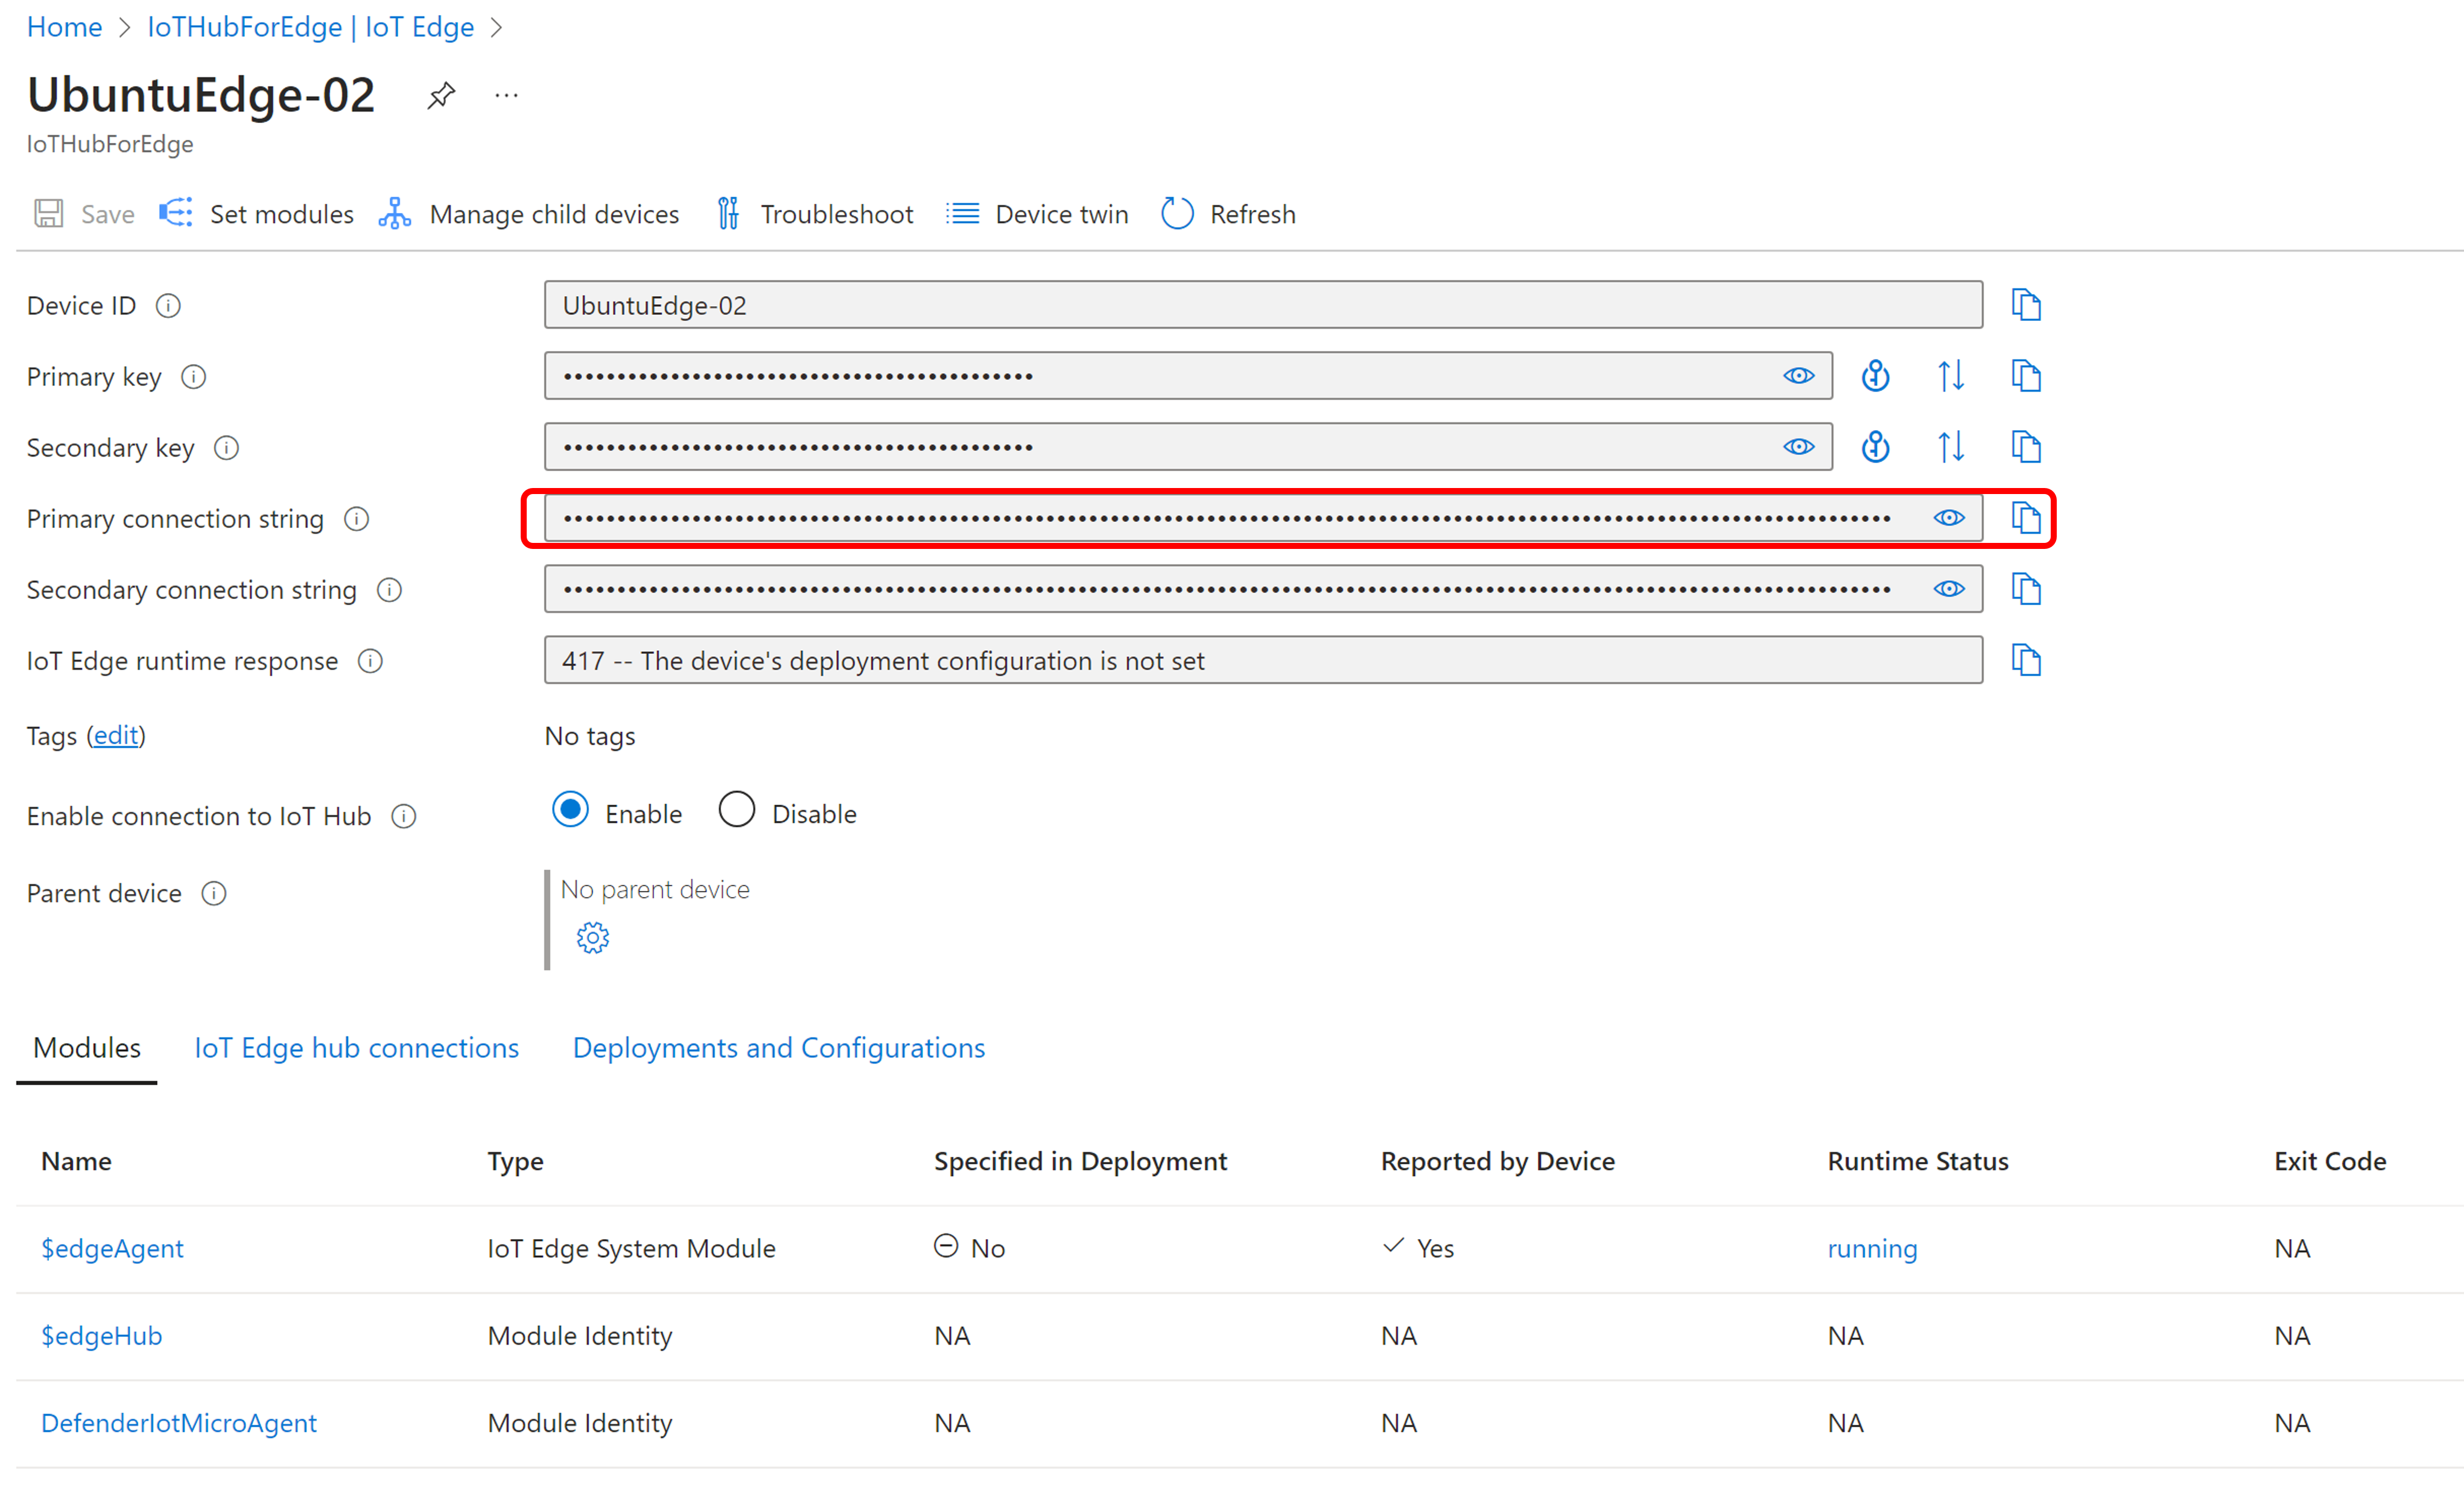 Home > IoTHubForEdge | IoT Edge >
UbuntuEdge-02 ...
IoTHubForEdge
Save Set modules Manage child devices Troubleshoot Device twin Refresh
Device ID UbuntuEdge-02
Primary key
Secondary key
Primary connection string
Secondary connection string
IoT Edge runtime response 417 -- The device's deployment configuration is not set
Tags (edit) No tags
Enable connection to IoT Hub Enable Disable
Parent device No parent device
Modules IoT Edge hub connections Deployments and Configurations
Name Type Specified in Deployment Reported by Device Runtime Status Exit Code
$edgeAgent IoT Edge System Module No Yes running NA
$edgeHub Module Identity NA NA NA NA
DefenderIotMicroAgent Module Identity NA NA NA NA